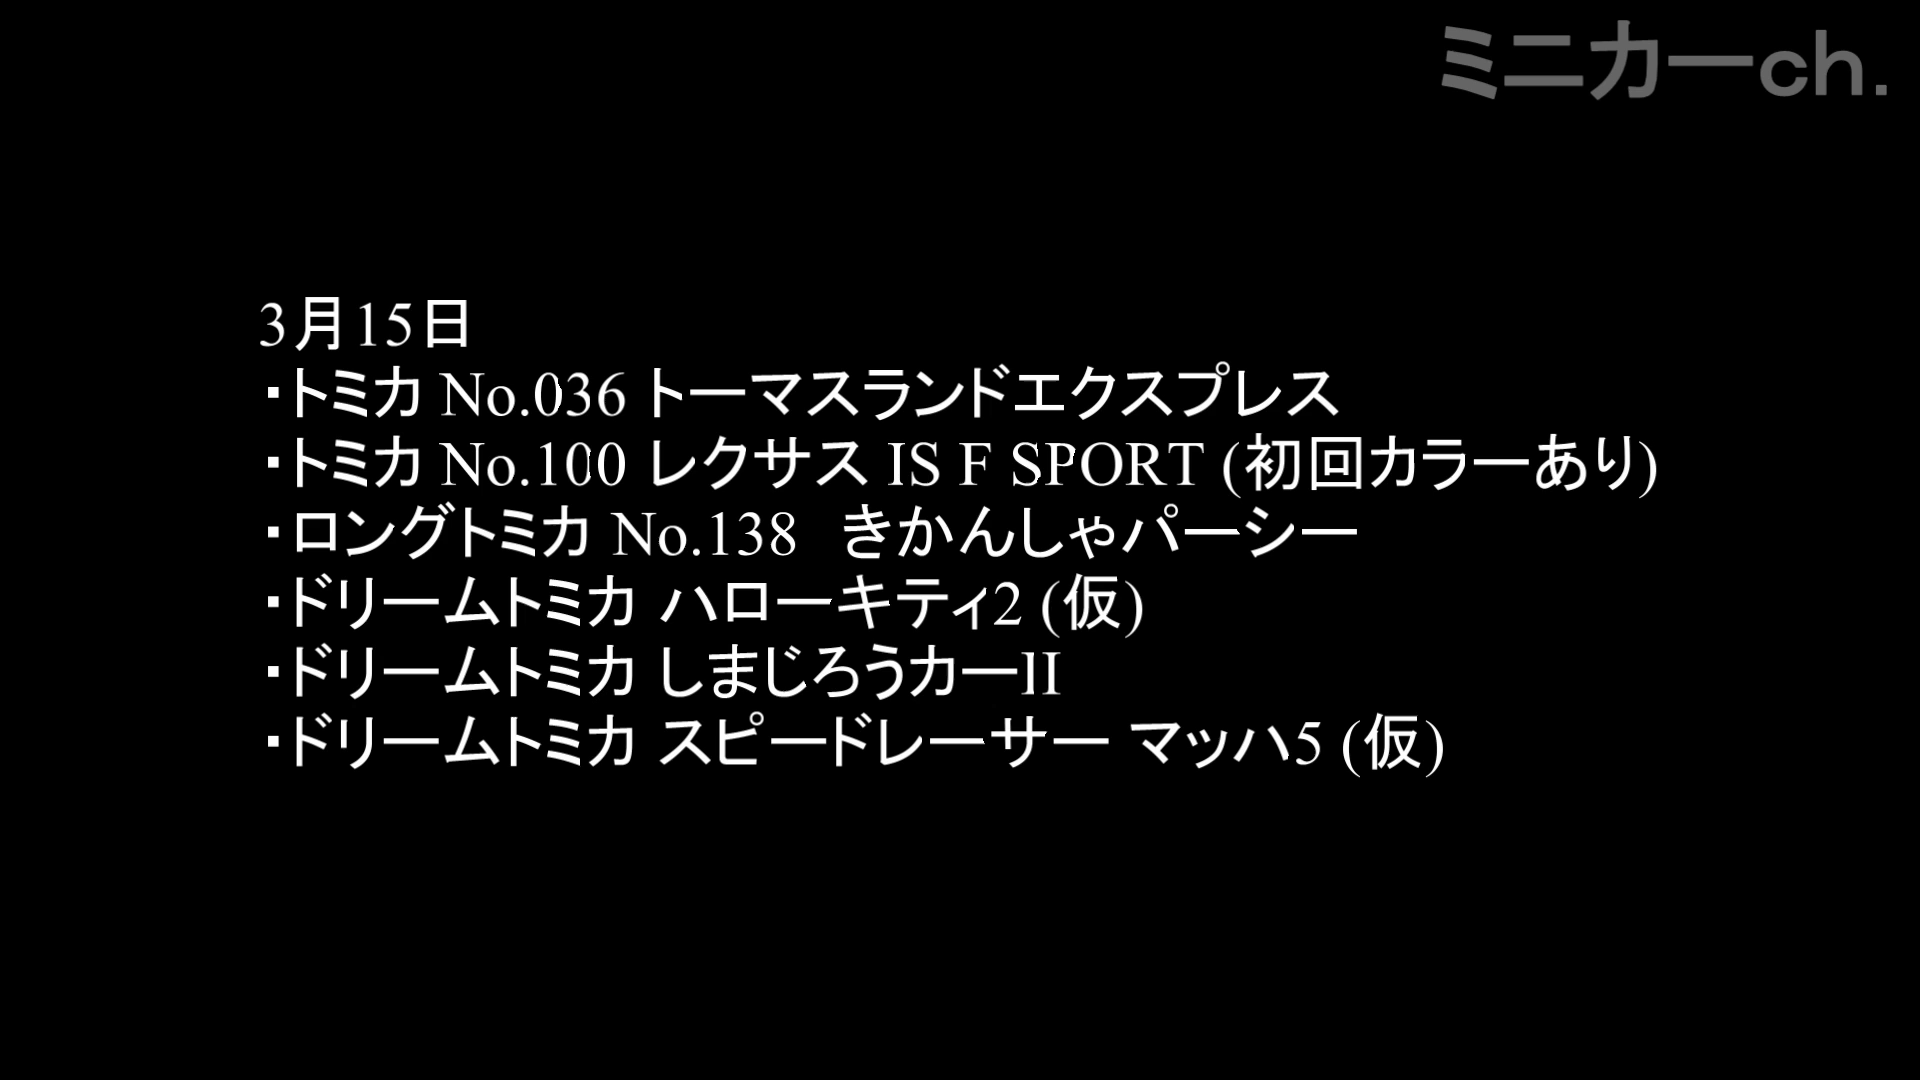 ミニカーch.
3月15日
・トミカ No.036 トーマスランドエクスプレス
・トミカ No.100 レクサス IS F SPORT (初回カラーあり)
・ロングトミカ No.138　きかんしゃパーシー
・ドリームトミカ ハローキティ2 (仮)
・ドリームトミカ しまじろうカーII
・ドリームトミカ スピードレーサー マッハ5 (仮)